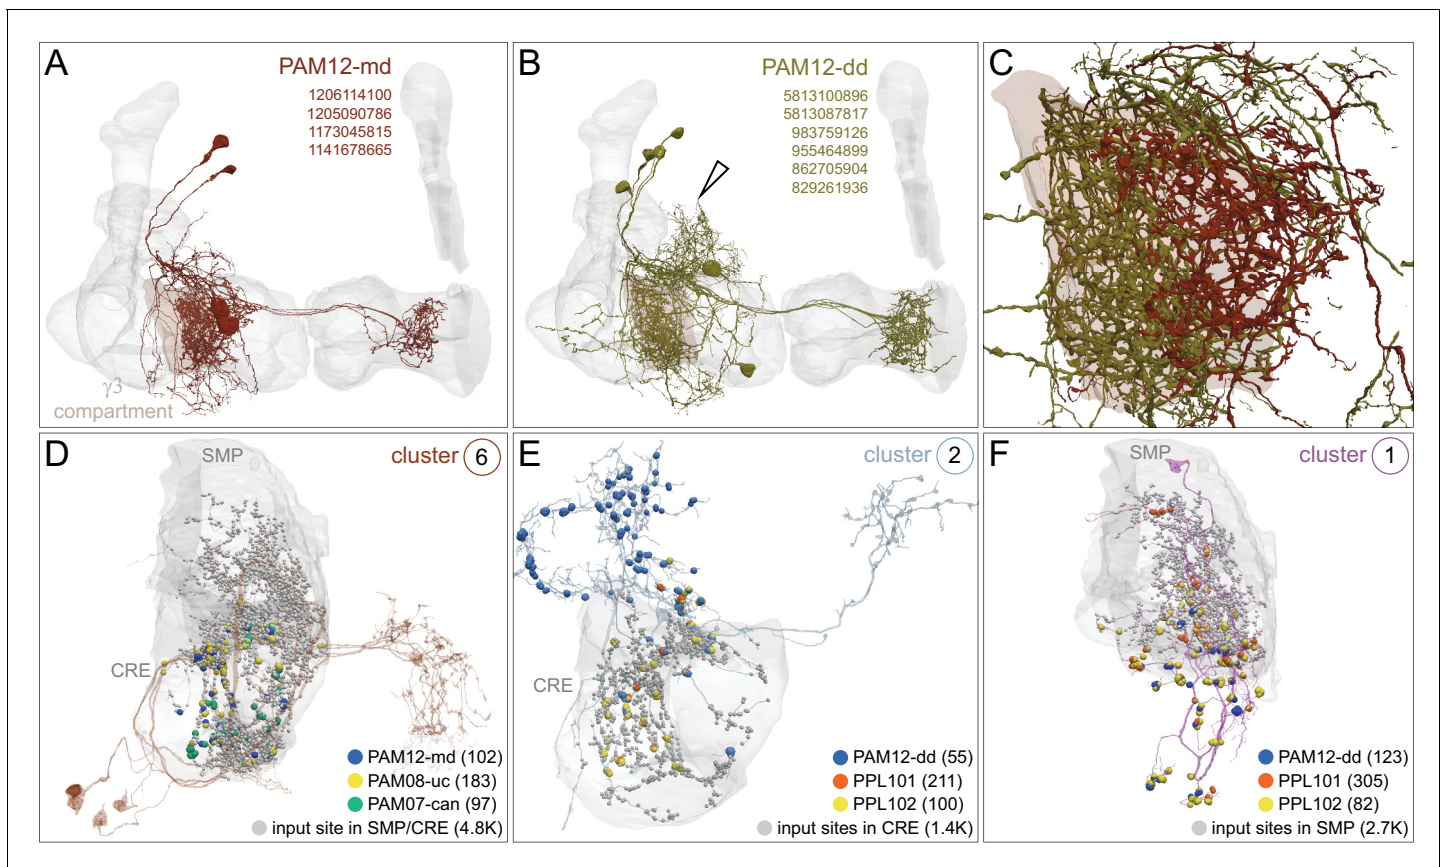 A
PAM12-md
1206114100
1205090786
1173045815
1141678665
γ3
compartment
B
PAM12-dd
5813100896
5813087817
983759126
955464899
862705904
829261936
C
D
SMP
cluster 6
CRE
PAM12-md (102)
PAM08-uc (183)
PAM07-can (97)
input site in SMP/CRE (4.8K)
E
cluster 2
CRE
PAM12-dd (55)
PPL101 (211)
PPL102 (100)
input sites in CRE (1.4K)
F
SMP
cluster 1
PAM12-dd (123)
PPL101 (305)
PPL102 (82)
input sites in SMP (2.7K)